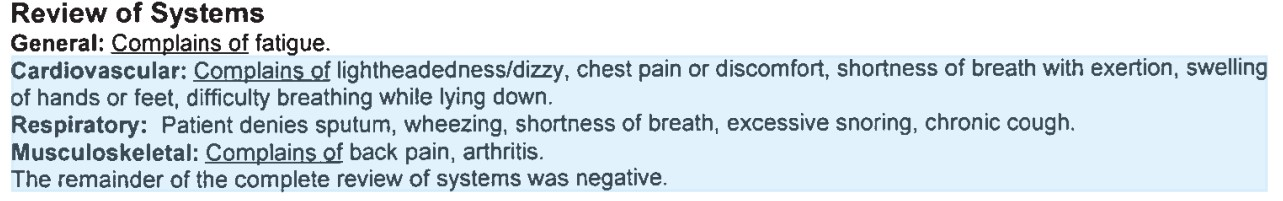 Review of Systems
General: Complains of fatigue.
Cardiovascular: Complains of lightheadedness/dizzy, chest pain or discomfort, shortness of breath with exertion, swelling
of hands or feet, difficulty breathing while lying down.
Respiratory: Patient denies sputum, wheezing, shortness of breath, excessive snoring, chronic cough.
Musculoskeletal: Complains of back pain, arthritis.
The remainder of the complete review of systems was negative.